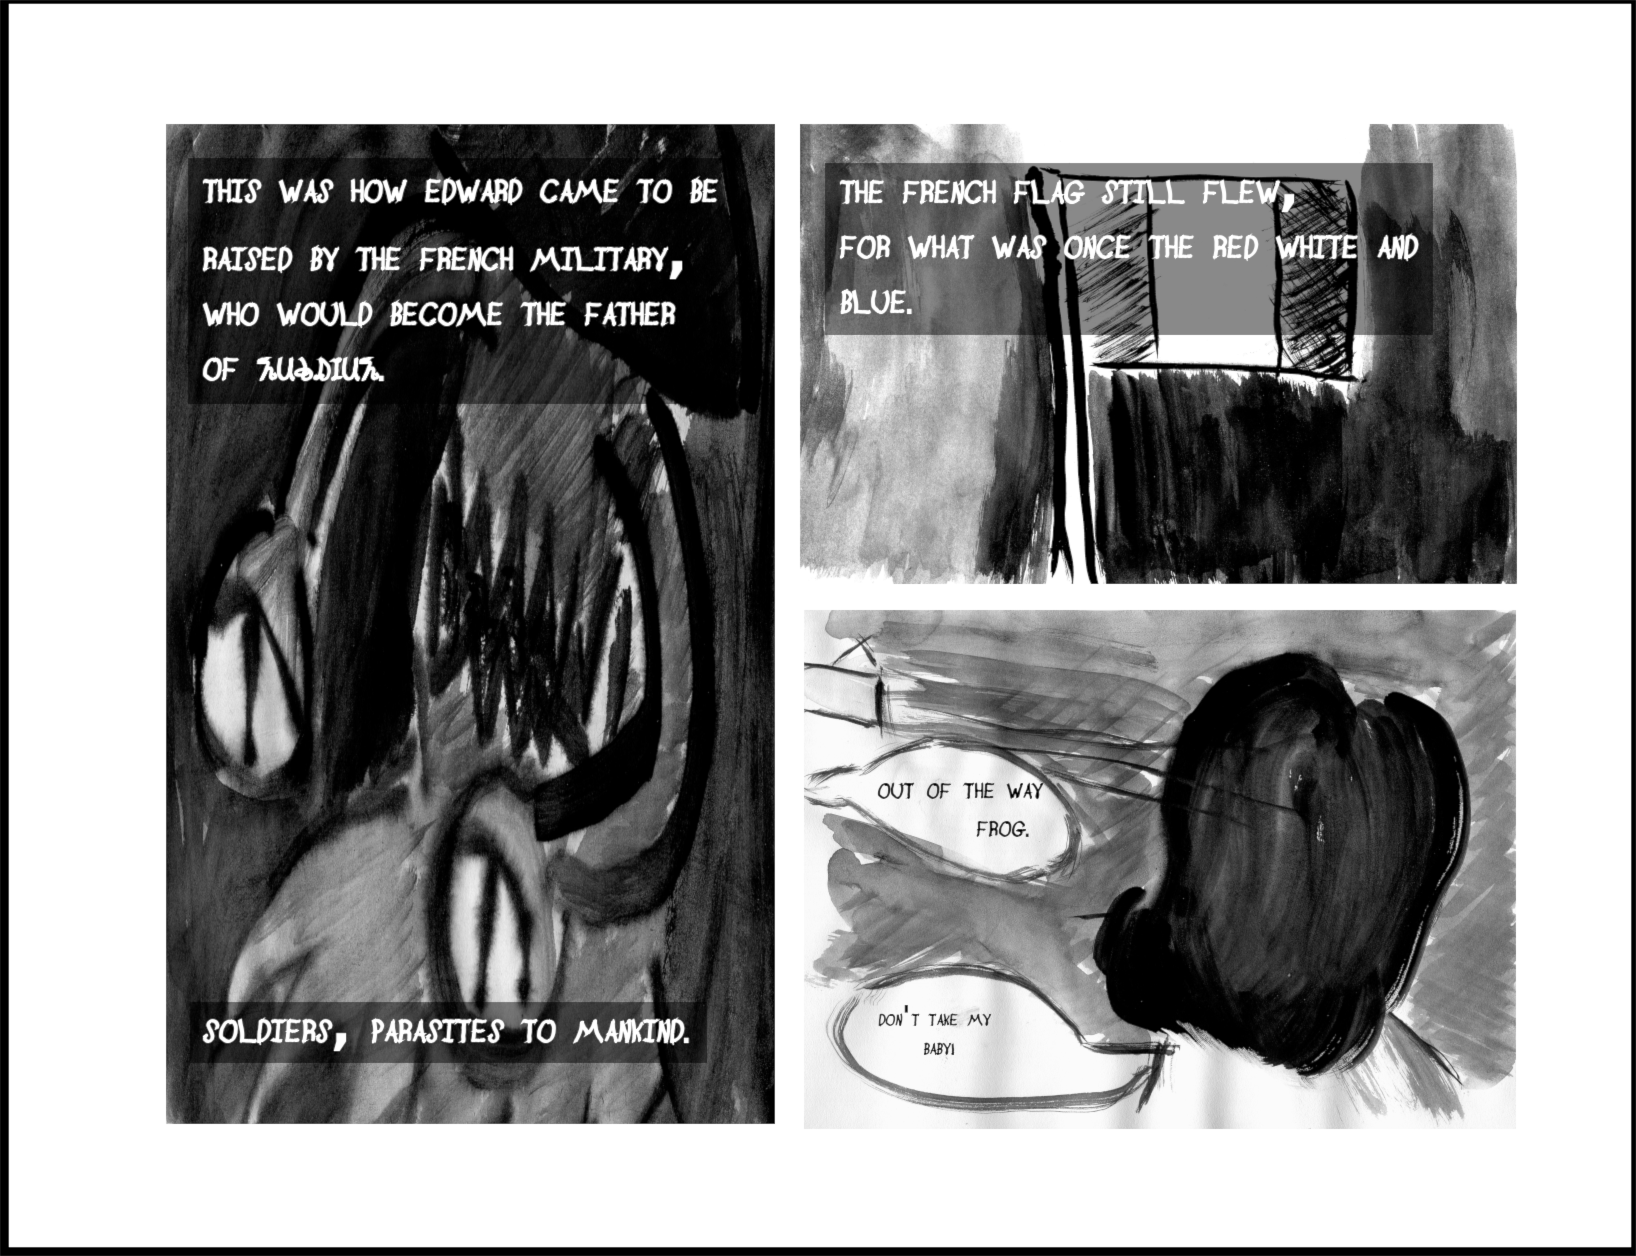 THIS WAS HOW EDWARD CAME TO BE
RAISED BY THE FRENCH MILITARY,
WHO WOULD BECOME THE FATHER
OF
SOLDIERS, PARASITES TO MANKIND.
THE FRENCH FLAG STILL FLEW,
FOR WHAT WAS ONCE THE RED WHITE AND
BLUE.
OUT OF THE WAY
FROG.
DON'T TAKE MY
BABY!